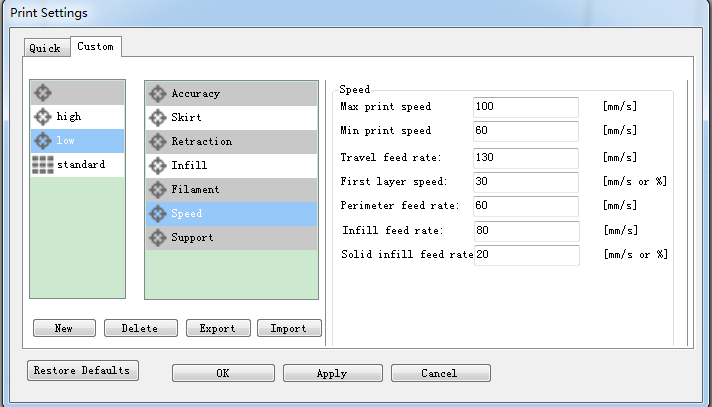 Print Settings
Quick
Custom
high
low
standard
Accuracy
Skirt
Retraction
Infill
Filament
Speed
Support
Speed
Max print speed 100 [mm/s]
Min print speed 60 [mm/s]
Travel feed rate: 130 [mm/s]
First layer speed: 30 [mm/s or %]
Perimeter feed rate: 60 [mm/s]
Infill feed rate: 80 [mm/s]
Solid infill feed rate 20 [mm/s or %]
New Delete Export Import
Restore Defaults OK Apply Cancel